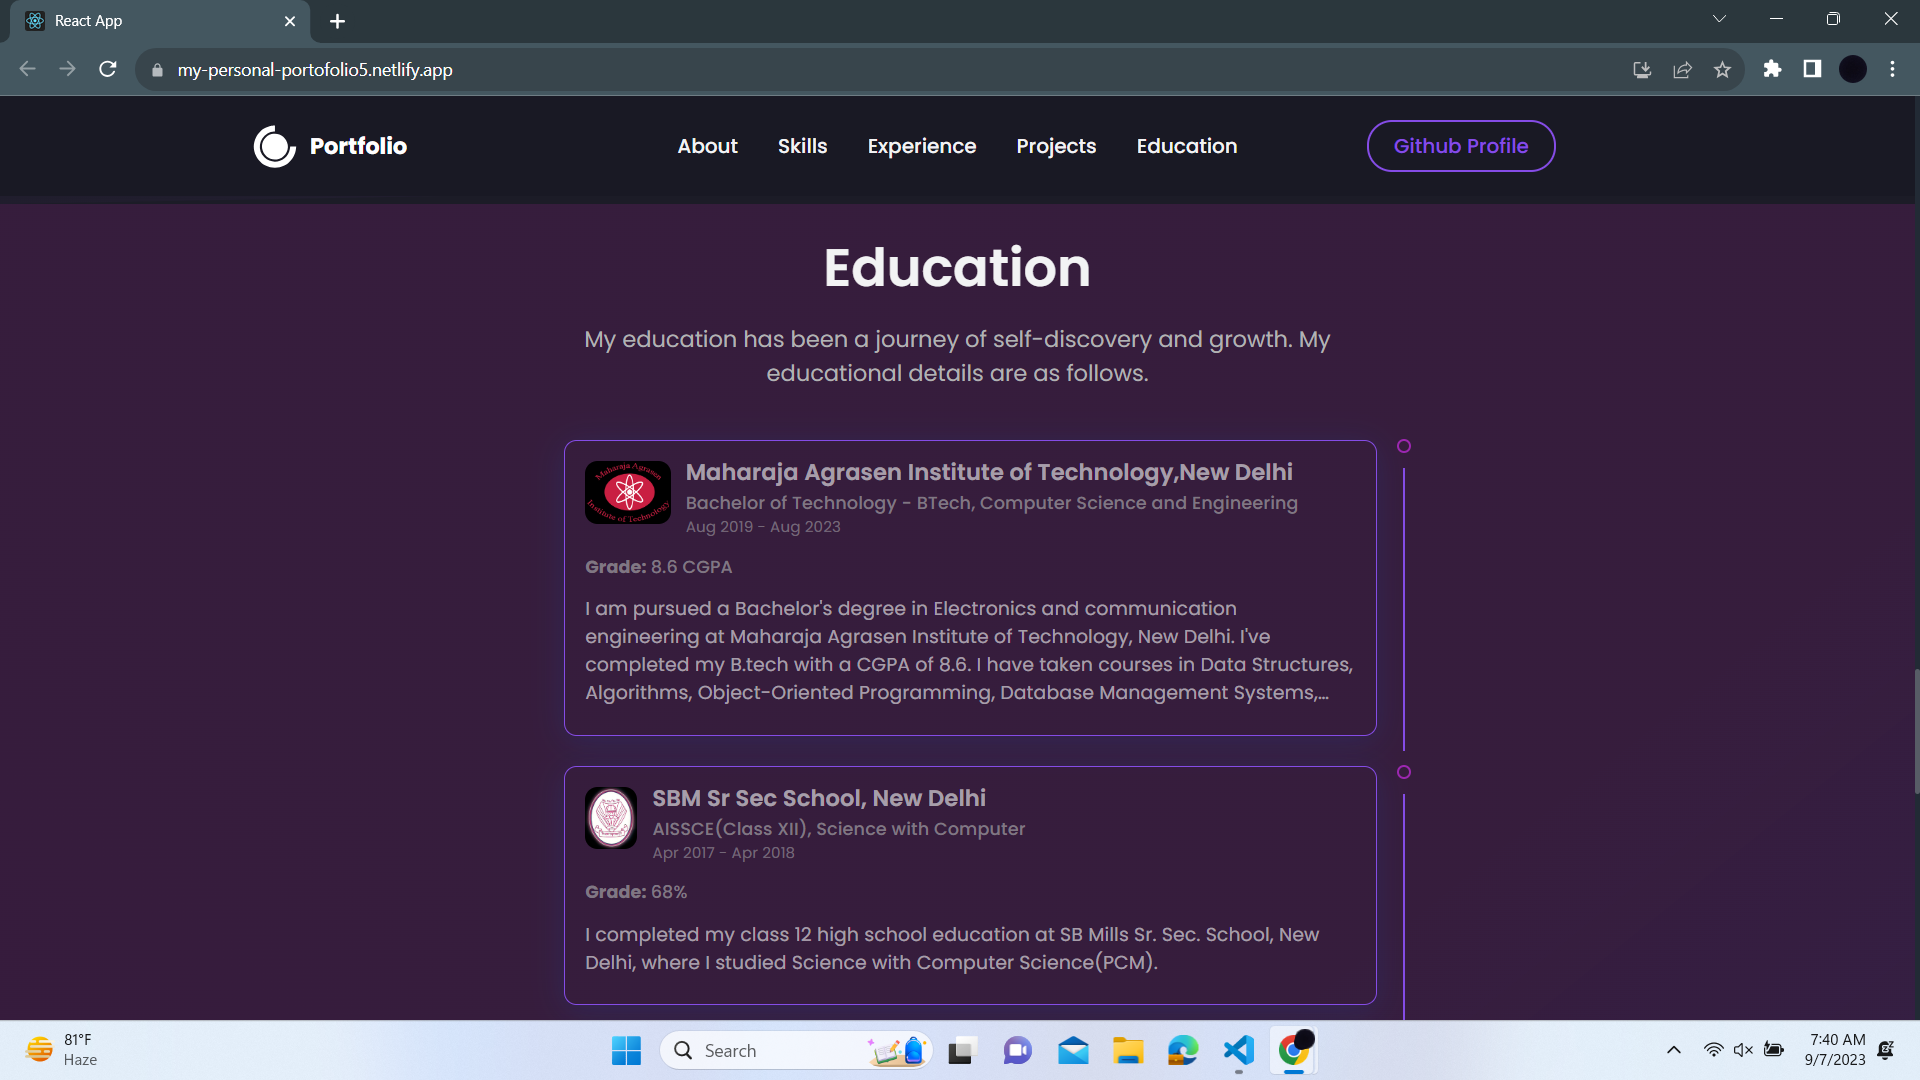 React App
my-personal-portofolio5.netlify.app
Portfolio
About
Skills
Experience
Projects
Education
Github Profile
Education
My education has been a journey of self-discovery and growth. My
educational details are as follows.
Maharaja Agrasen
Institute of Technology
Maharaja Agrasen Institute of Technology,New Delhi
Bachelor of Technology - BTech, Computer Science and Engineering
Aug 2019 - Aug 2023
Grade: 8.6 CGPA
I am pursued a Bachelor's degree in Electronics and communication
engineering at Maharaja Agrasen Institute of Technology, New Delhi. I've
completed my B.tech with a CGPA of 8.6. I have taken courses in Data Structures,
Algorithms, Object-Oriented Programming, Database Management Systems,...
SBM Sr Sec School, New Delhi
AISSCE(Class XII), Science with Computer
Apr 2017 - Apr 2018
Grade: 68%
I completed my class 12 high school education at SB Mills Sr. Sec. School, New
Delhi, where I studied Science with Computer Science(PCM).
81°F
Haze
Search
7:40 AM
9/7/2023